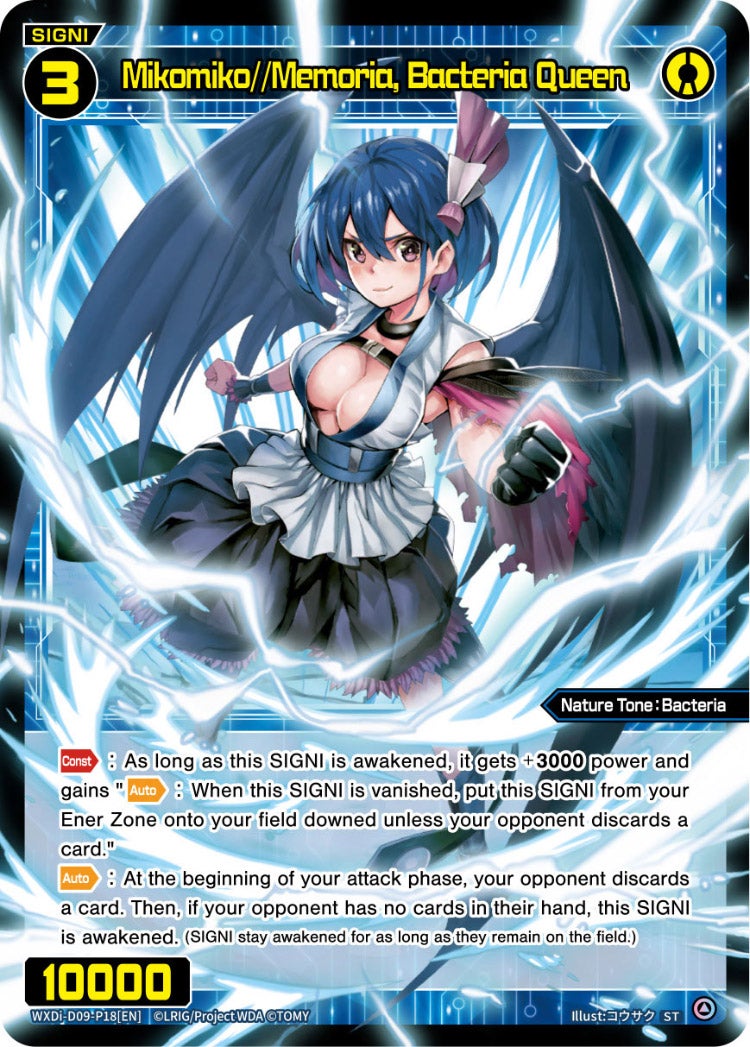 SIGNI
3
Mikomiko//Memoria, Bacteria Queen
Nature Tone:Bacteria
Const : As long as this SIGNI is awakened, it gets +3000 power and
gains "Auto : When this SIGNI is vanished, put this SIGNI from your
Ener Zone onto your field downed unless your opponent discards a
card."
Auto : At the beginning of your attack phase, your opponent discards
a card. Then, if your opponent has no cards in their hand, this SIGNI
is awakened. (SIGNI stay awakened for as long as they remain on the field.)
10000
WXDi-D09-P18[EN] ©LRIG/Project WDA ©TOMY Illust:コウサク ST